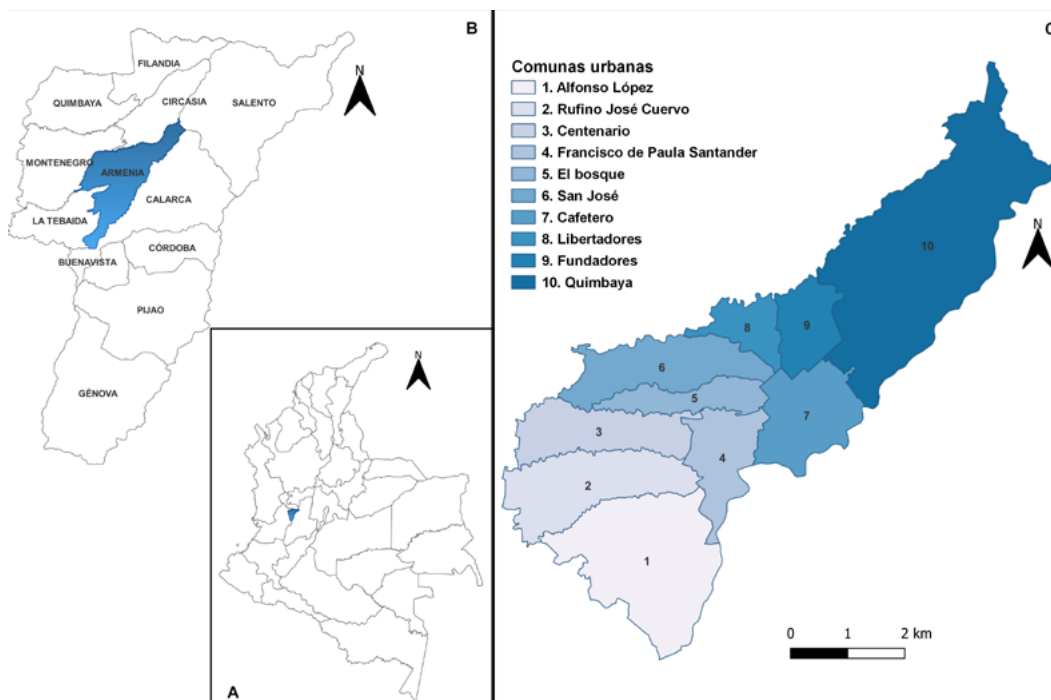 B
N
FILANDIA
QUIMBAYA
CIRCASIA
SALENTO
MONTENEGRO
ARMENIA
CALARCA
LA TEBAIDA
CÓRDOBA
BUENAVISTA
PIJAO
GÉNOVA
N
A
C
Comunas urbanas
1. Alfonso López
2. Rufino José Cuervo
3. Centenario
4. Francisco de Paula Santander
5. El bosque
6. San José
7. Cafetero
8. Libertadores
9. Fundadores
10. Quimbaya
N
10
9
8
6
5
7
3
4
2
1
0 1 2 km